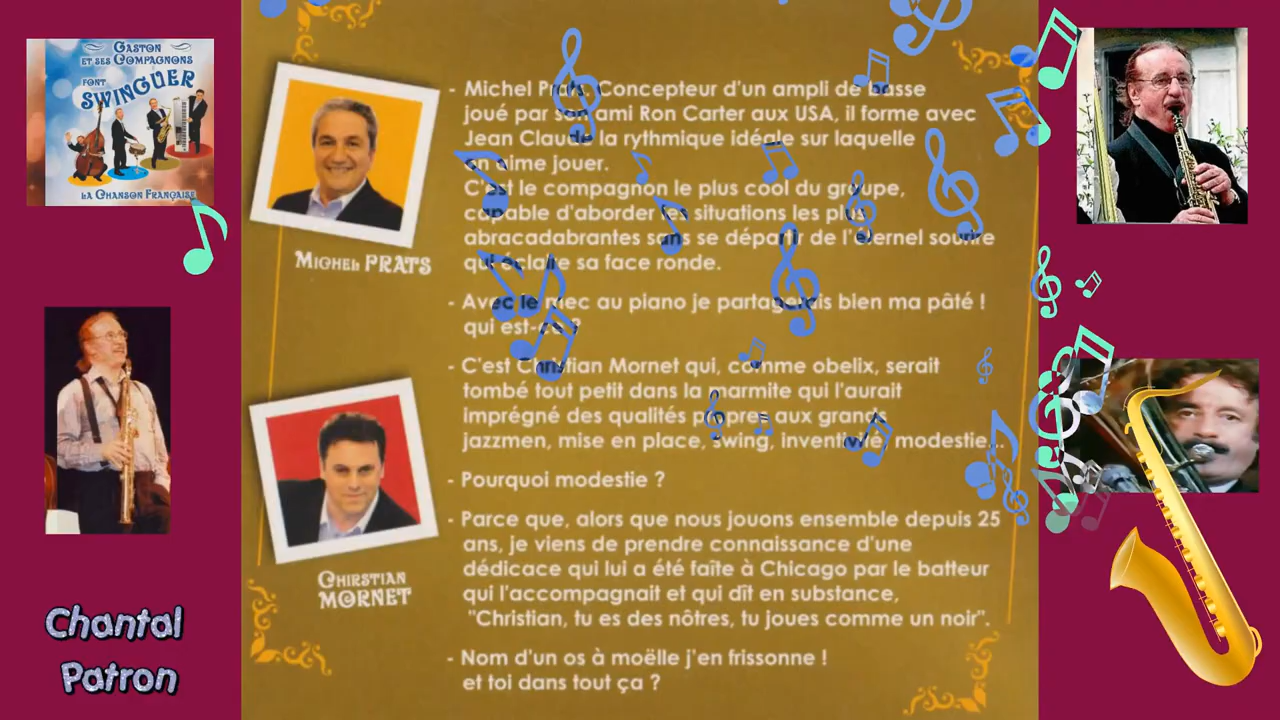 GASTON
ET SES COMPAGNONS
FONT
SWINGUER
LA CHANSON FRANÇAISE
- Michel Prats. Concepteur d'un ampli de basse
joué par son ami Ron Carter aux USA, il forme avec
Jean Claude la rythmique idéale sur laquelle
on aime jouer.
C'est le compagnon le plus cool du groupe,
capable d'aborder les situations les plus
abracadabrantes sans se départir de l'éternel sourire
qui éclaire sa face ronde.
MICHEL PRATS
- Avec le mec au piano je partagerais bien ma pâté !
qui est-ce ?
- C'est Christian Mornet qui, comme obelix, serait
tombé tout petit dans la marmite qui l'aurait
imprégné des qualités propres aux grands
jazzmen, mise en place, swing, inventivité, modestie...
- Pourquoi modestie ?
- Parce que, alors que nous jouons ensemble depuis 25
ans, je viens de prendre connaissance d'une
dédicace qui lui a été faîte à Chicago par le batteur
qui l'accompagnait et qui dît en substance,
"Christian, tu es des nôtres, tu joues comme un noir".
CHIRSTIAN
MORNET
- Nom d'un os à moëlle j'en frissonne !
et toi dans tout ça ?
Chantal
Patron